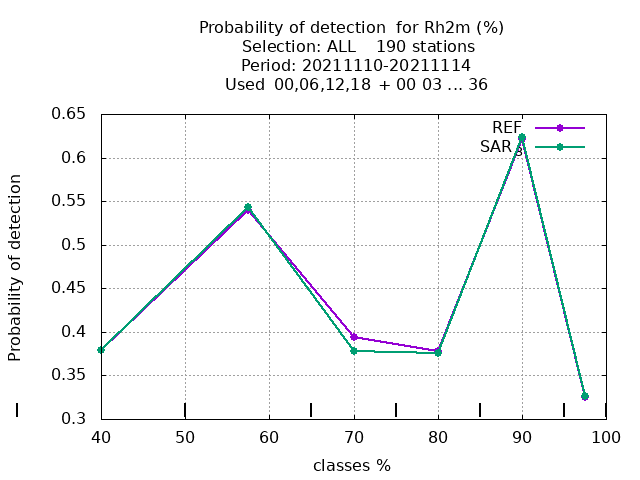 Probability of detection for Rh2m (%)
Selection: ALL 190 stations
Period: 20211110-20211114
Used 00,06,12,18 + 00 03 ... 36
0.65
0.6
0.55
0.5
0.45
0.4
0.35
0.3
Probability of detection
REF
SAR_3
40
50
60
70
80
90
100
classes %